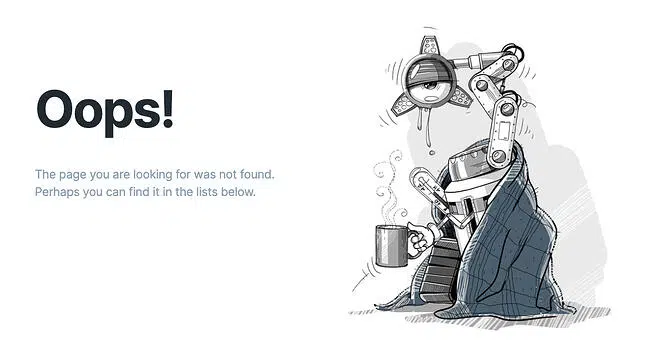 Oops!
The page you are looking for was not found.
Perhaps you can find it in the lists below.